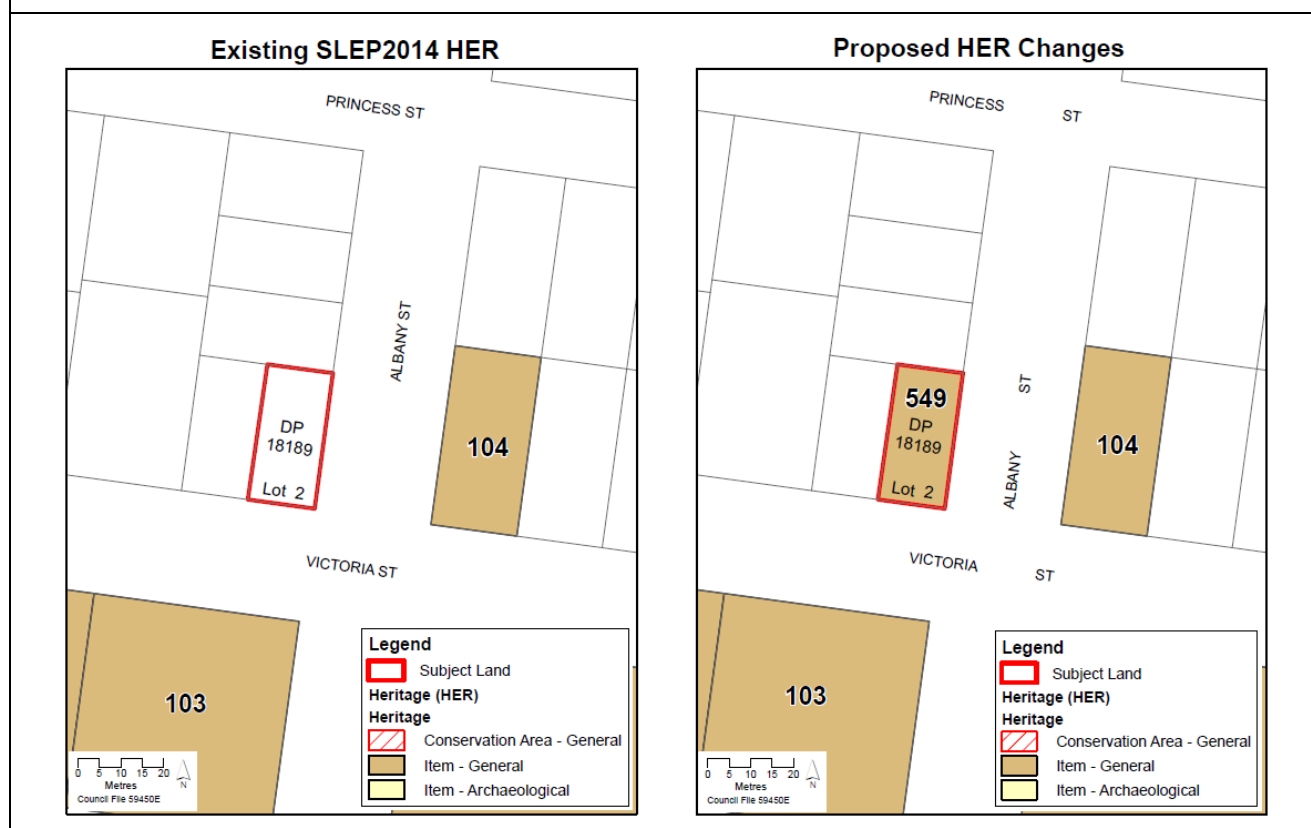 Existing SLEP2014 HER
PRINCESS ST
ALBANY ST
DP
18189
Lot 2
104
VICTORIA ST
103
Legend
Subject Land
Heritage (HER)
Heritage
Conservation Area - General
Item - General
Item - Archaeological
0 5 10 15 20
Metres
N
Council File 59450E
Proposed HER Changes
PRINCESS ST
ALBANY ST
549
DP
18189
Lot 2
104
VICTORIA ST
103
Legend
Subject Land
Heritage (HER)
Heritage
Conservation Area - General
Item - General
Item - Archaeological
0 5 10 15 20
Metres
N
Council File 59450E